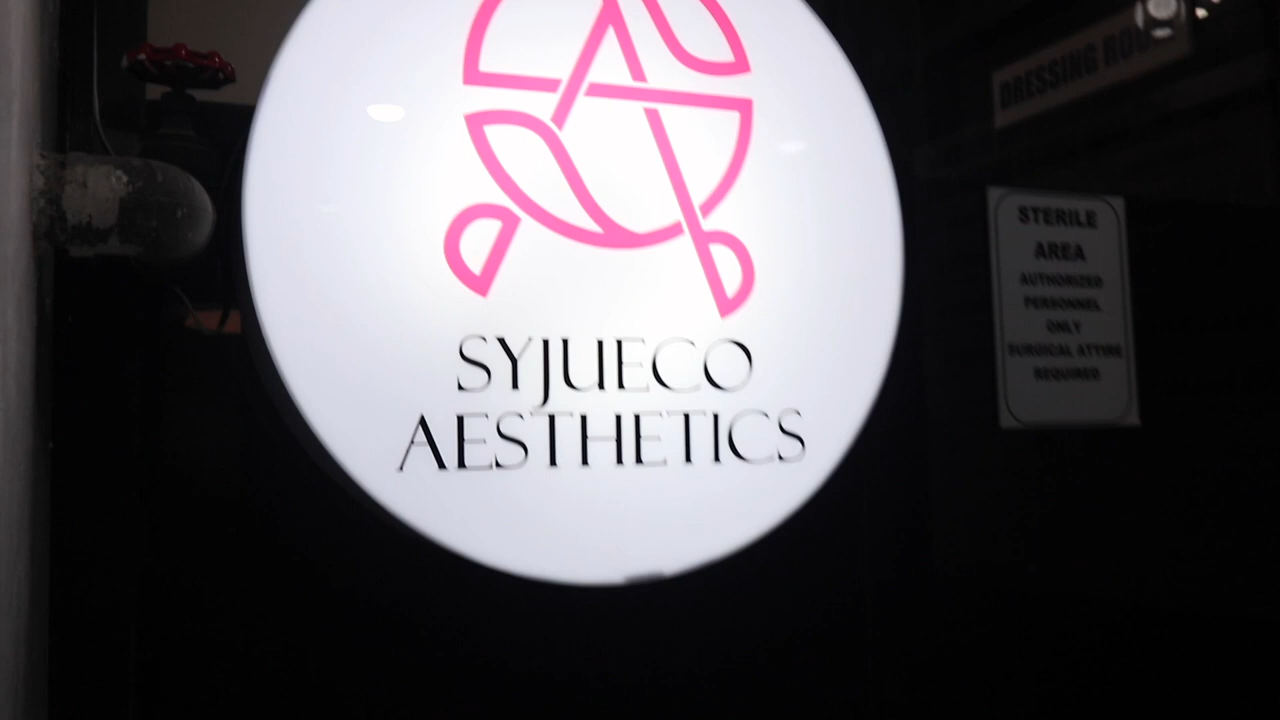 SYJUECO
AESTHETICS
DRESSING ROOM
STERILE
AREA
AUTHORIZED
PERSONNEL
ONLY
SURGICAL ATTIRE
REQUIRED